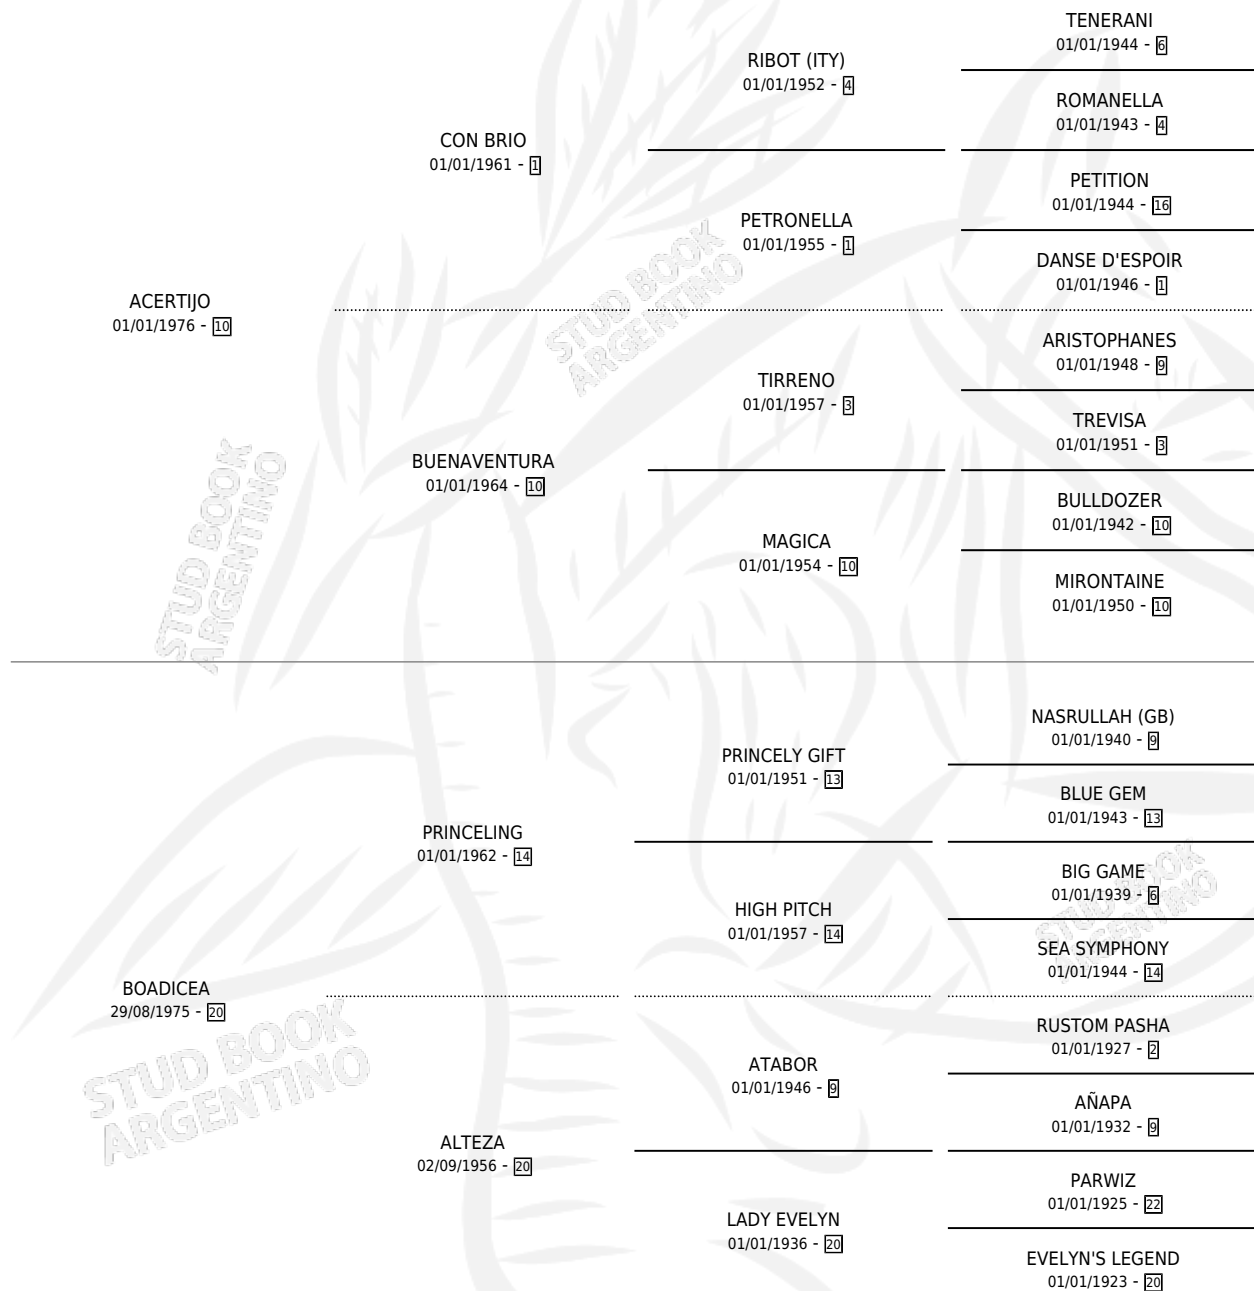 TENERANI
01/01/1944 - 6
RIBOT (ITY)
01/01/1952 - 4
ROMANELLA
01/01/1943 - 4
CON BRIO
01/01/1961 - 1
PETITION
01/01/1944 - 16
PETRONELLA
01/01/1955 - 1
DANSE D'ESPOIR
01/01/1946 - 1
ACERTIJO
01/01/1976 - 10
STUD BOOK
ARGENTINO
ARISTOPHANES
01/01/1948 - 9
TIRRENO
01/01/1957 - 3
TREVISA
01/01/1951 - 3
BUENAVENTURA
01/01/1964 - 10
BULLDOZER
01/01/1942 - 10
MAGICA
01/01/1954 - 10
MIRONTAINE
01/01/1950 - 10
STUD BOOK
ARGENTINO
NASRULLAH (GB)
01/01/1940 - 9
PRINCELY GIFT
01/01/1951 - 13
BLUE GEM
01/01/1943 - 13
PRINCELING
01/01/1962 - 14
BIG GAME
01/01/1939 - 6
HIGH PITCH
01/01/1957 - 14
SEA SYMPHONY
01/01/1944 - 14
STUD BOOK
ARGENTINO
BOADICEA
29/08/1975 - 20
RUSTOM PASHA
01/01/1927 - 2
ATABOR
01/01/1946 - 9
AÑAPA
01/01/1932 - 9
STUD BOOK
ARGENTINO
ALTEZA
02/09/1956 - 20
PARWIZ
01/01/1925 - 22
LADY EVELYN
01/01/1936 - 20
EVELYN'S LEGEND
01/01/1923 - 20